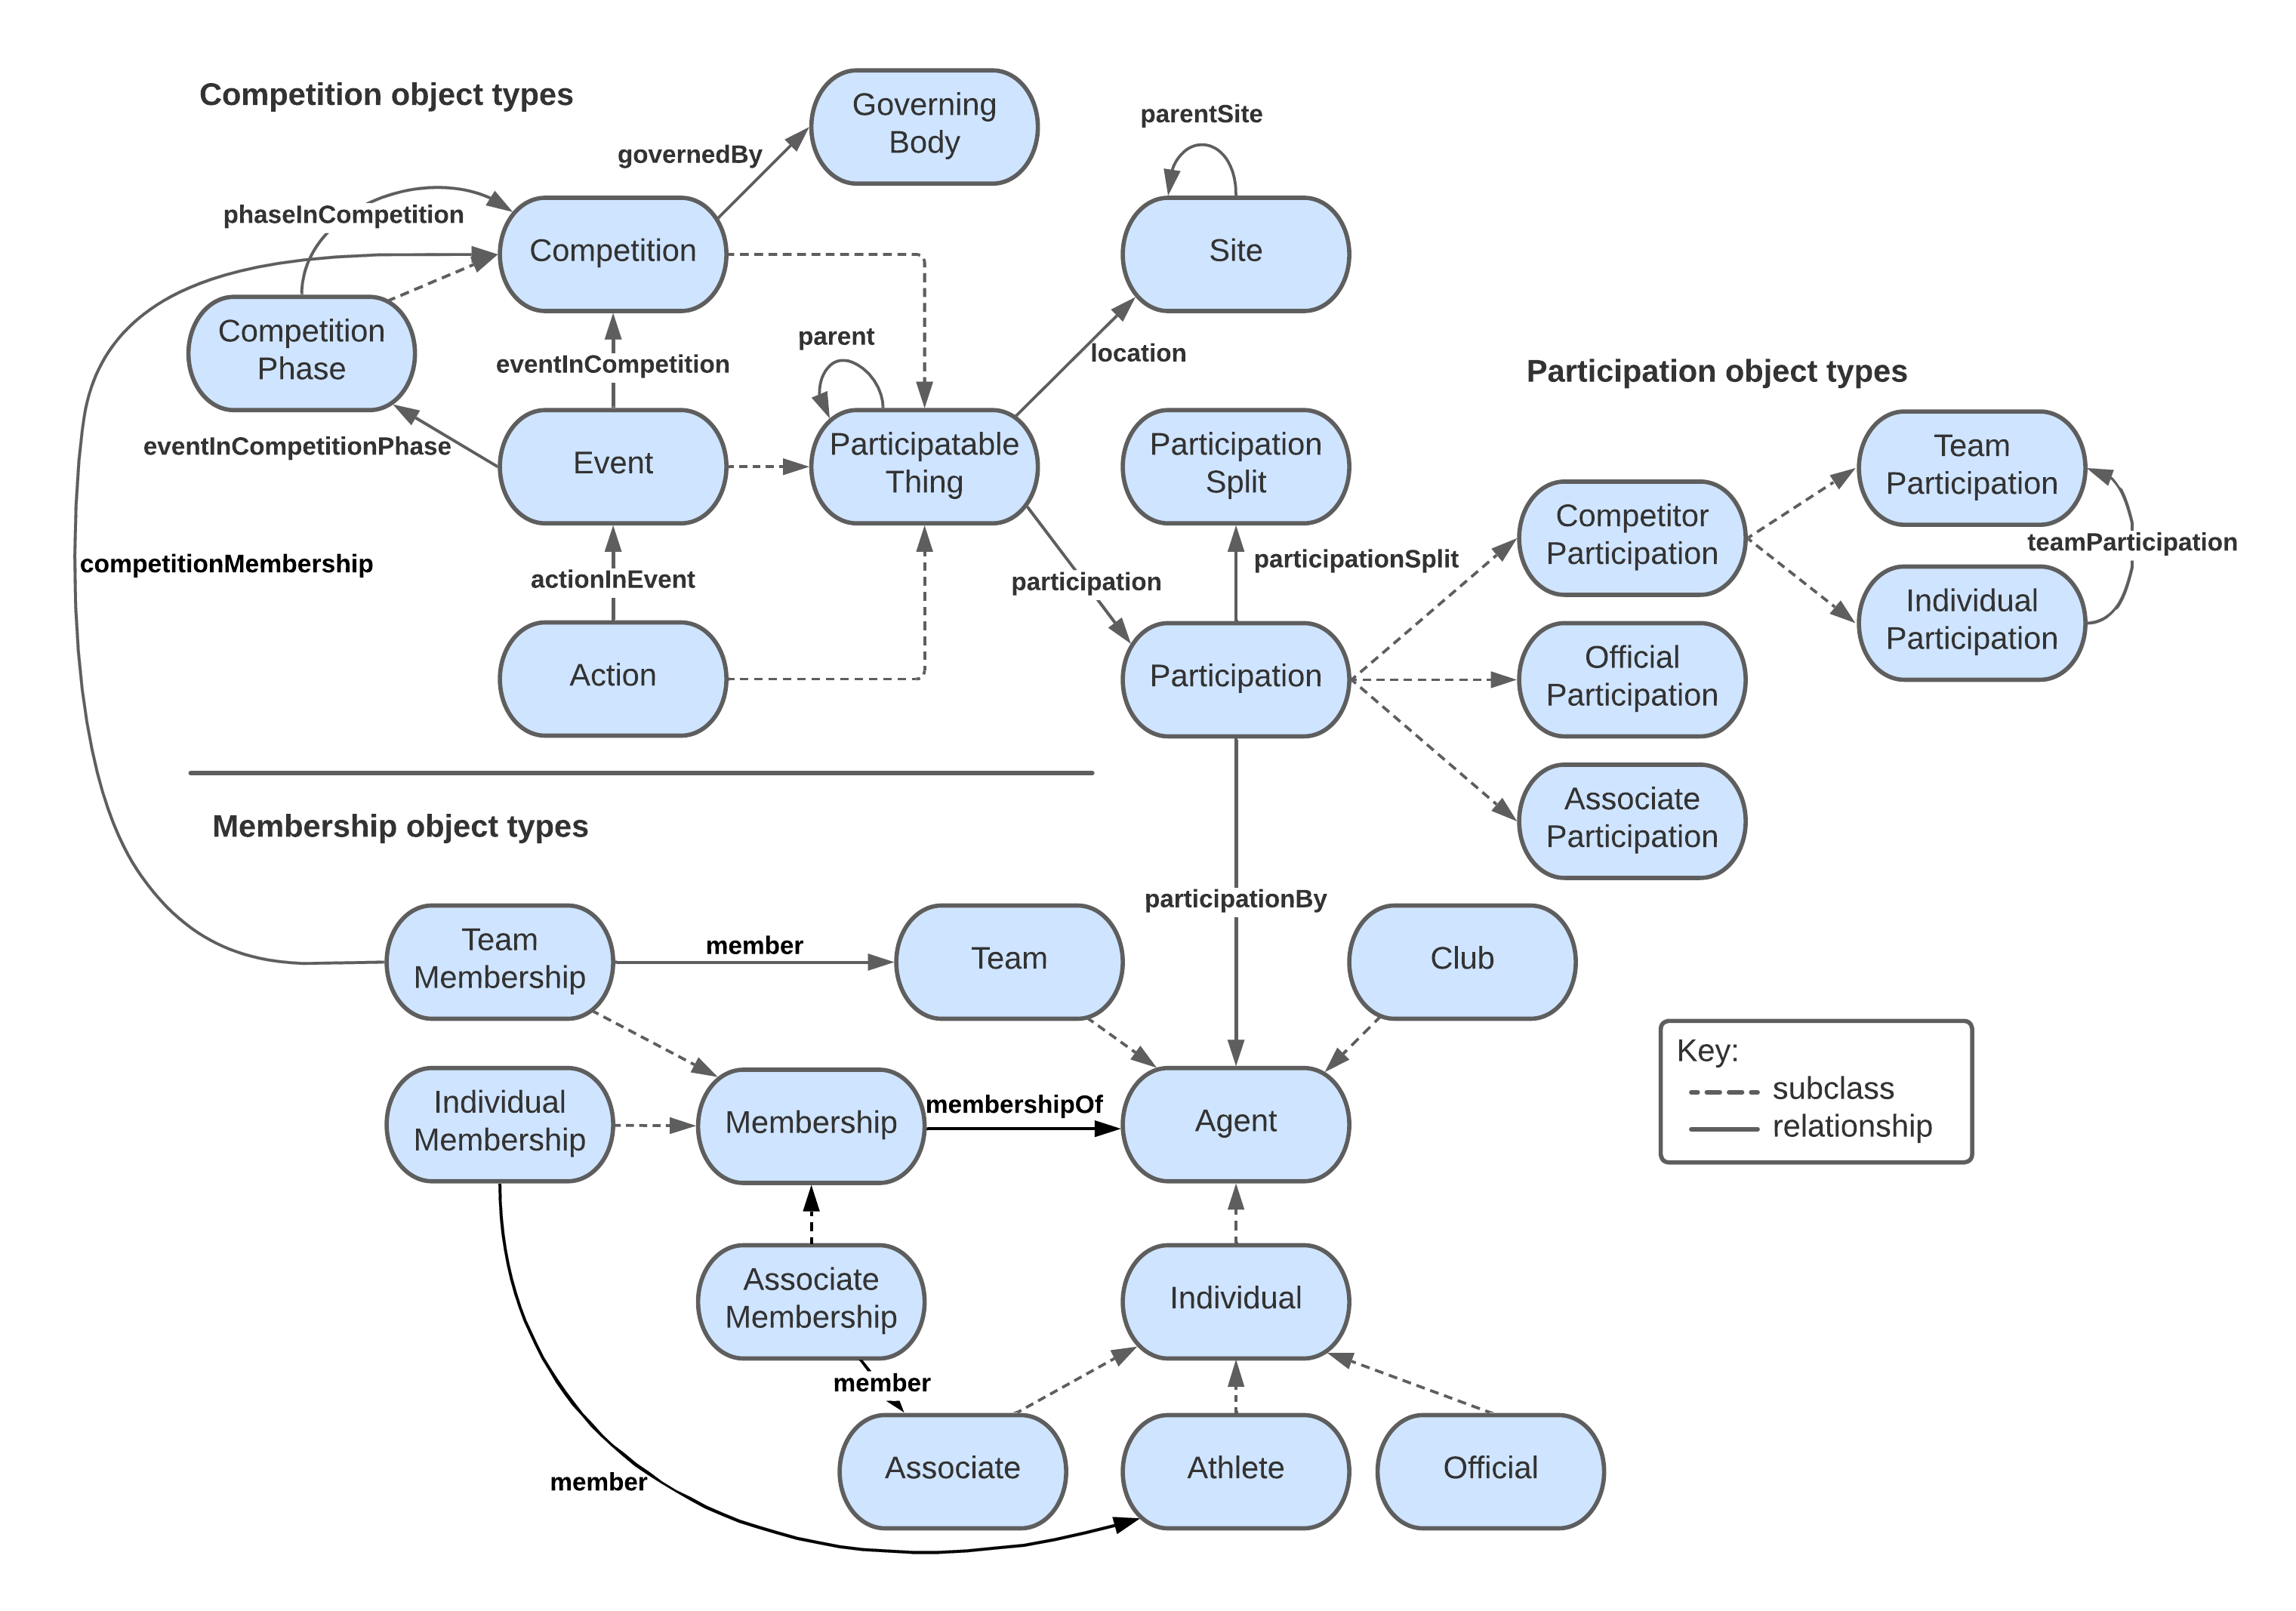 Competition object types
Governing
Body
governedBy
parentSite
phaseInCompetition
Competition
Site
Competition
Phase
parent
location
eventInCompetition
Participation object types
eventInCompetitionPhase
Event
Participatable
Thing
Participation
Split
Team
Participation
Competitor
Participation
teamParticipation
competitionMembership
actionInEvent
participation
participationSplit
Individual
Participation
Action
Participation
Official
Participation
Membership object types
Associate
Participation
participationBy
Team
Membership
member
Team
Club
Key:
subclass
relationship
Individual
Membership
Membership
membershipOf
Agent
Associate
Membership
Individual
member
Associate
Athlete
Official
member